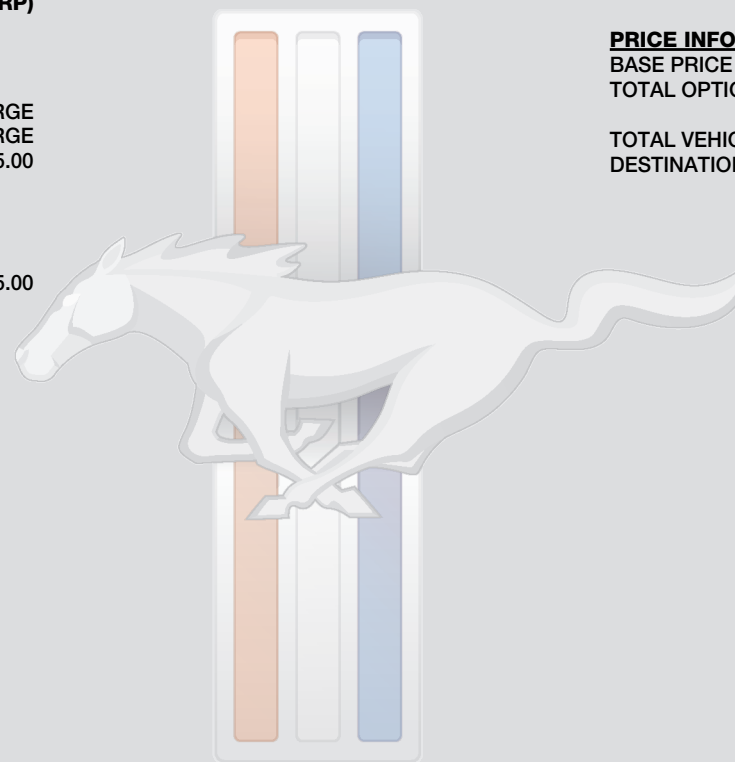 RP)
RGE
RGE
5.00
5.00
PRICE INFO
BASE PRICE
TOTAL OPTIO
TOTAL VEHIC
DESTINATION